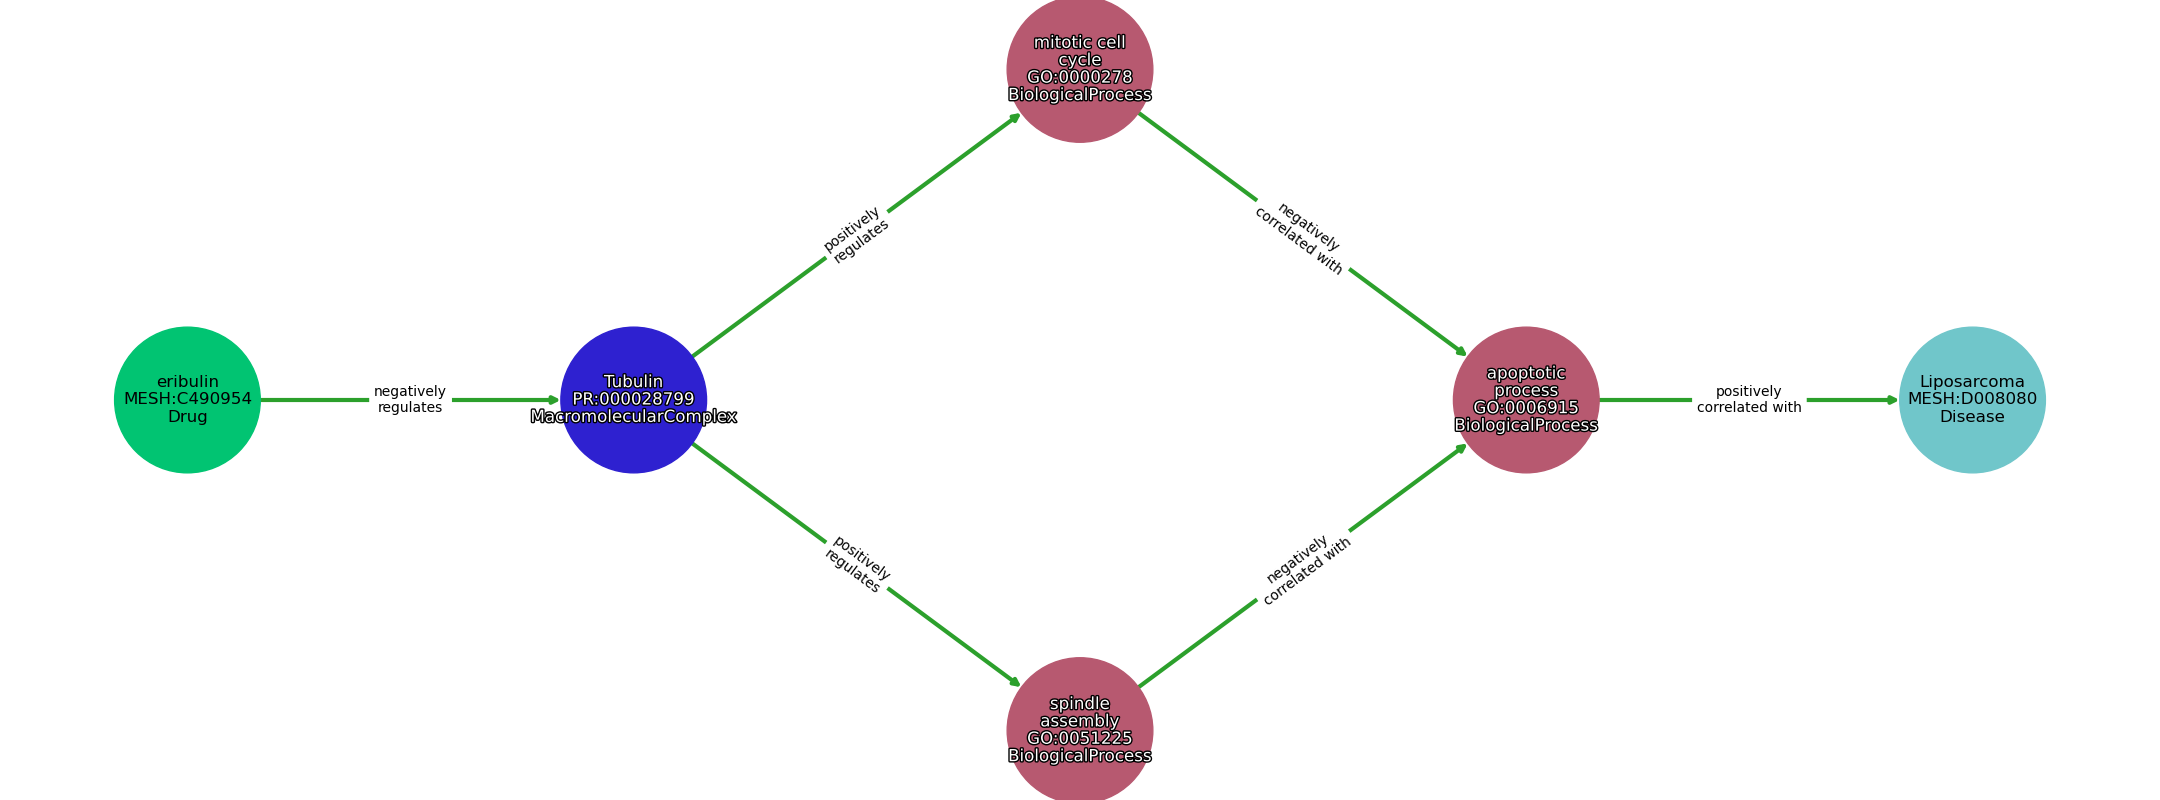 mitotic cell
cycle
GO:0000278
BiologicalProcess
positively
regulates
negatively
correlated with
eribulin
MESH:C490954
Drug
negatively
regulates
Tubulin
PR:000028799
MacromolecularComplex
apoptotic
process
GO:0006915
BiologicalProcess
positively
correlated with
Liposarcoma
MESH:D008080
Disease
positively
regulates
negatively
correlated with
spindle
assembly
GO:0051225
BiologicalProcess